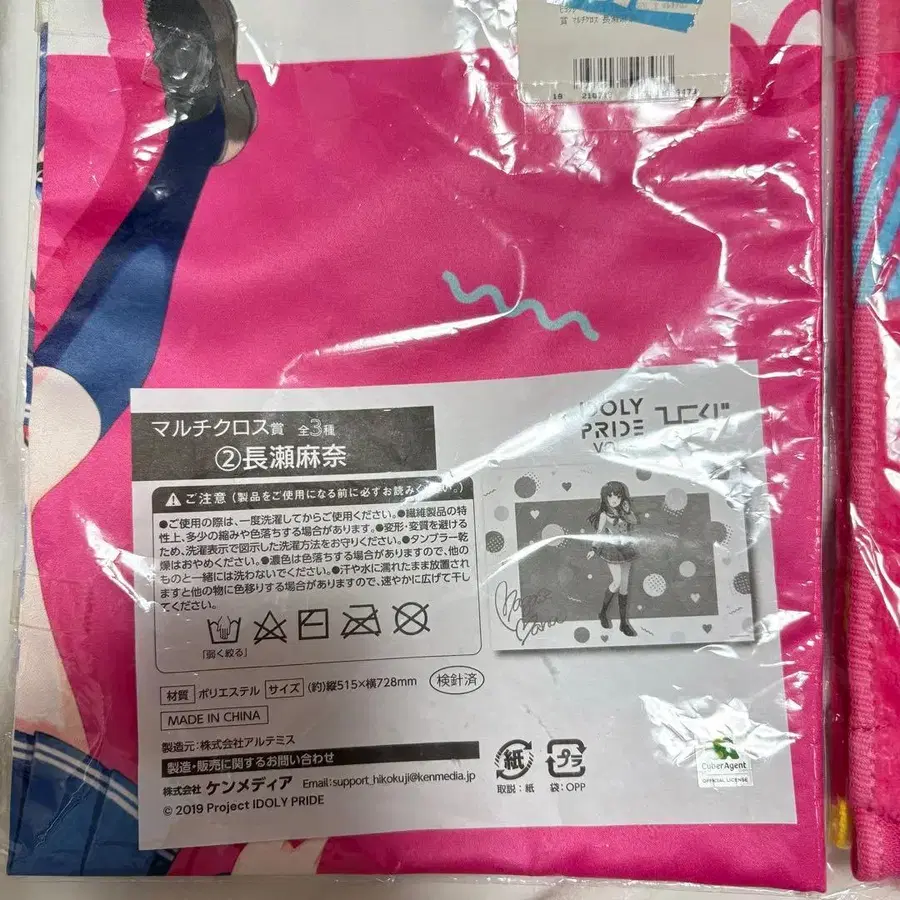 賞 マルチクロス 長瀬麻奈
マルチクロス賞 全3種
②長瀬麻奈
IDOLY
PRIDE
ひこくじ
⚠ご注意(製品をご使用になる前に必ずお読みください。)
●ご使用の際は、一度洗濯してからご使用ください。●繊維製品の特
性上、多少の縮みや色落ちする場合があります。●変形・変質を避ける
ため、洗濯表示で図示した洗濯方法をお守りください。●タンブラー乾
燥はおやめください。●濃色は色落ちする場合がありますので、他の
ものと一緒には洗わないでください。●汗や水に濡れたまま放置され
ますと他の物に色移りする場合がありますので、速やかに広げて干し
てください。
「弱く絞る」
材質 ポリエステル サイズ (約)縦515×横728mm 検針済
MADE IN CHINA
製造元:株式会社アルテミス
製造・販売に関するお問い合わせ
株式会社 ケンメディア Email:support_hikokuji@kenmedia.jp
© 2019 Project IDOLY PRIDE
紙 プラ
取説:紙 袋:OPP
CyberAgent
OFFICIAL LICENSE